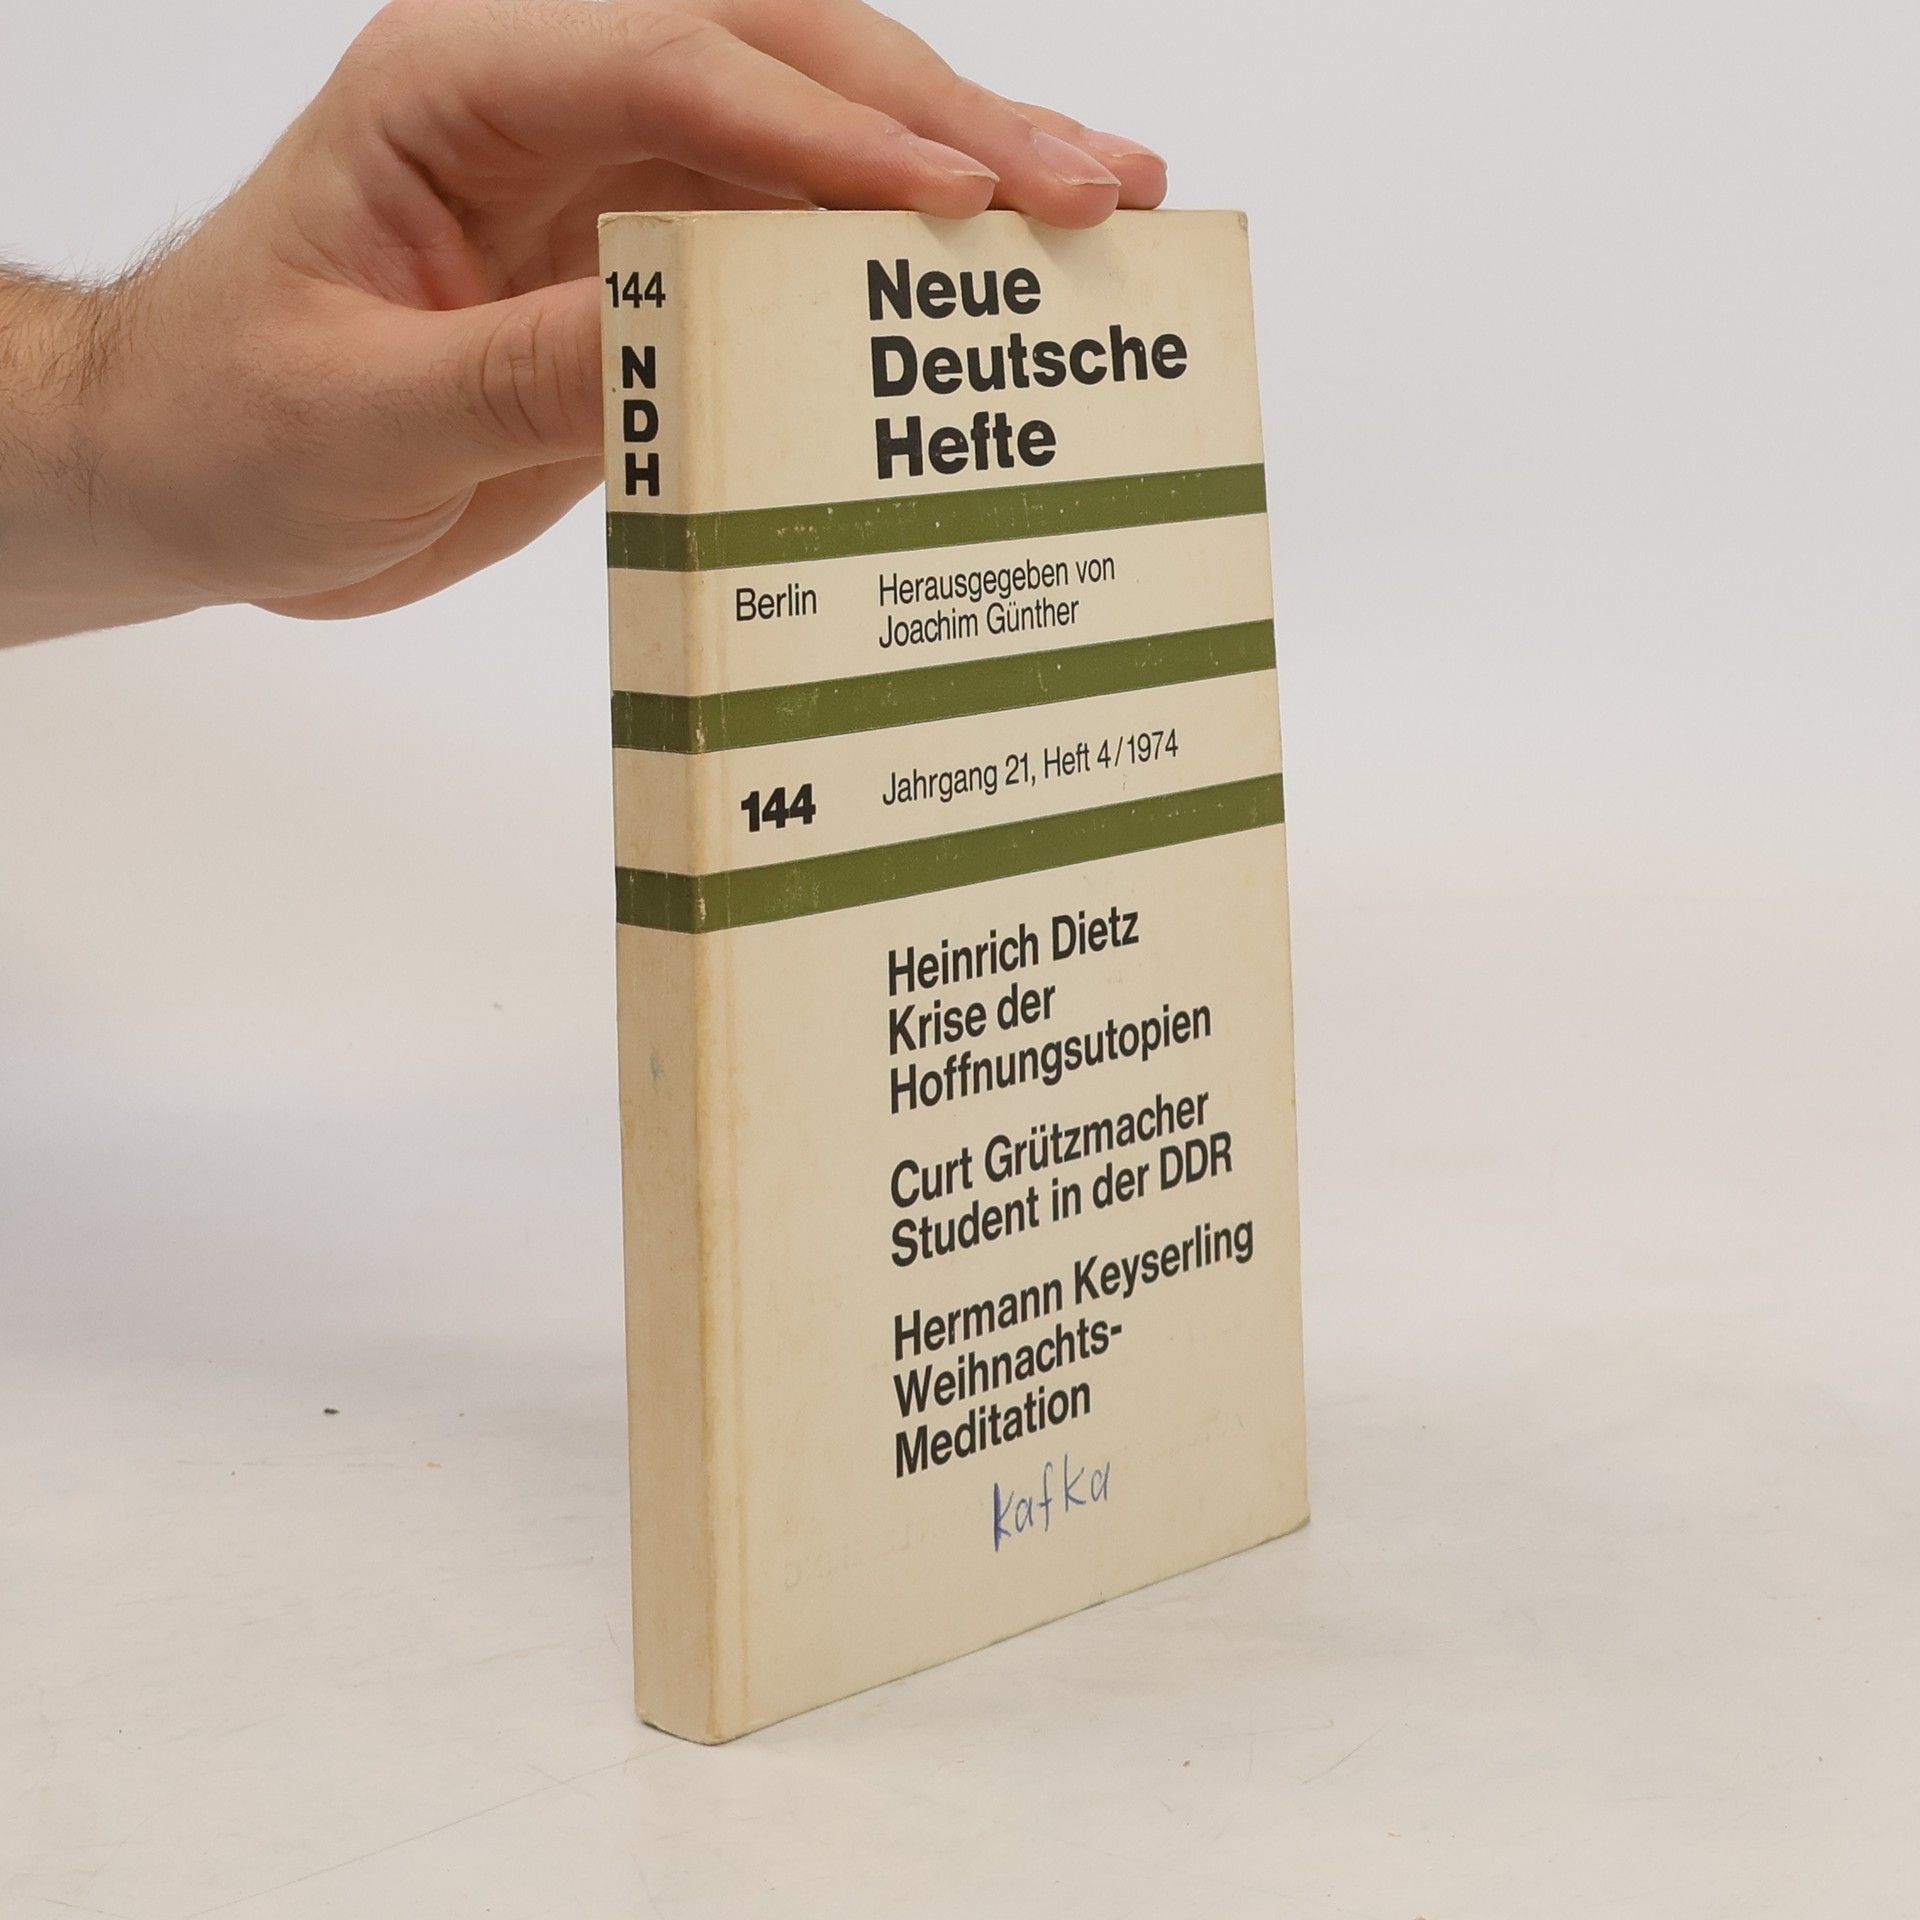 144
N
D
H
Neue
Deutsche
Hefte
Berlin
Herausgegeben von
Joachim Günther
144
Jahrgang 21, Heft 4/1974
Heinrich Dietz
Krise der
Hoffnungsutopien
Curt Grützmacher
Student in der DDR
Hermann Keyserling
Weihnachts-
Meditation
Kafka